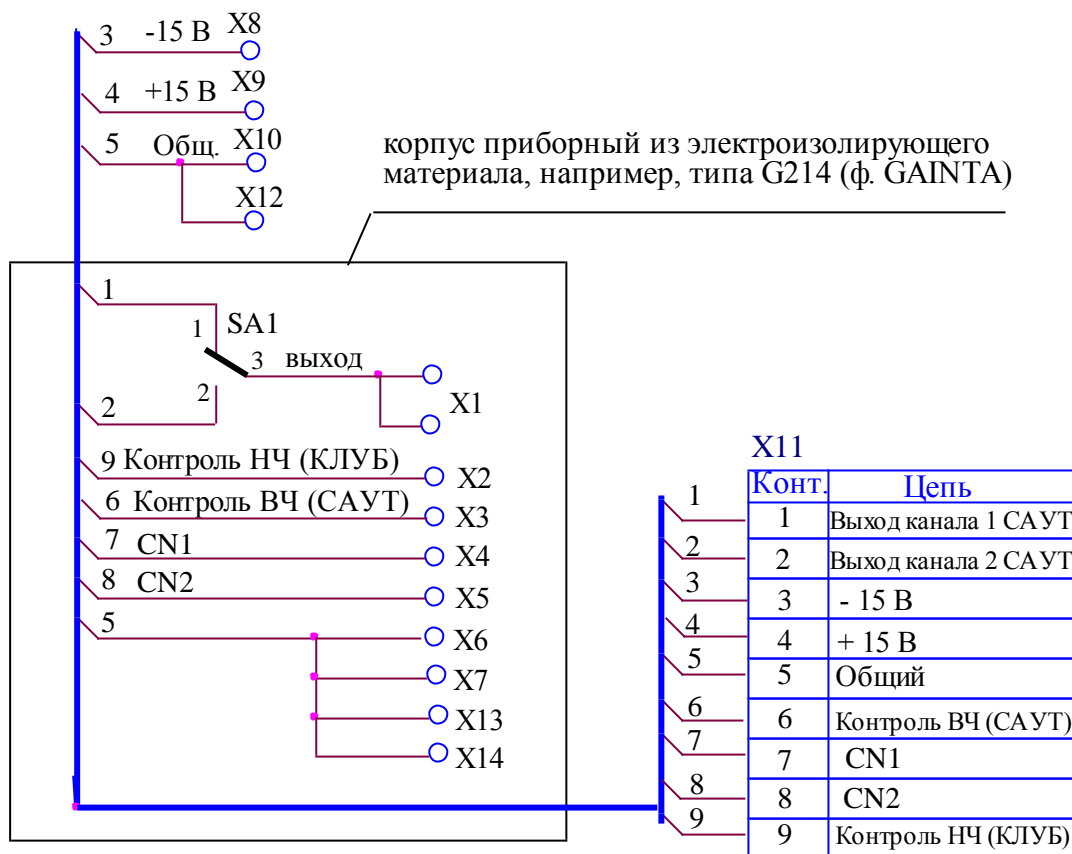 3 -15 В X8
4 +15 В X9
5 Общ. X10
X12
корпус приборный из электроизолирующего
материала, например, типа G214 (ф. GAINTA)
1
1 SA1
3 выход
X1
2
2
9 Контроль НЧ (КЛУБ) X2
6 Контроль ВЧ (САУТ) X3
7 CN1 X4
8 CN2 X5
5 X6
X7
X13
X14
X11
Конт. Цепь
1 1 Выход канала 1 САУТ
2 2 Выход канала 2 САУТ
3 3 - 15 В
4 4 + 15 В
5 5 Общий
6 6 Контроль ВЧ (САУТ)
7 7 CN1
8 8 CN2
9 9 Контроль НЧ (КЛУБ)